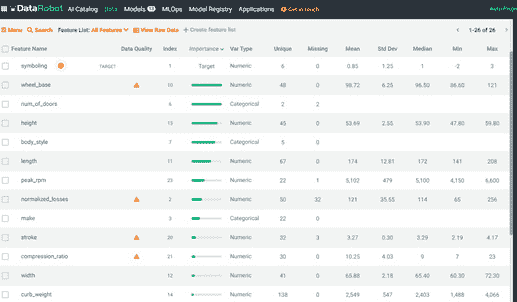 DataRobot AI Catalog Data Models MLOps Model Registry Applications
Menu Search Feature List: All Features View Raw Data + Create feature list 1-26 of 26
Feature Name Data Quality Index Importance Var Type Unique Missing Mean Std Dev Median Min Max
symboling TARGET 1 Target Numeric 6 0 0.85 1.25 1 -2 3
wheel_base 10 Numeric 48 0 98.72 6.25 96.50 86.60 121
num_of_doors 6 Categorical 2 2
height 13 Numeric 45 0 53.69 2.55 53.90 47.80 59.80
body_style 7 Categorical 5 0
length 11 Numeric 67 0 174 12.81 172 141 208
peak_rpm 23 Numeric 22 1 5,102 479 5,100 4,150 6,600
normalized_losses 2 Numeric 50 32 121 35.55 114 65 256
make 3 Categorical 22 0
stroke 20 Numeric 32 3 3.27 0.30 3.29 2.19 4.17
compression_ratio 21 Numeric 30 0 10.25 4.03 9 7 23
width 12 Numeric 41 0 65.88 2.18 65.40 60.30 72.30
curb_weight 14 Numeric 138 0 2,549 547 2,403 1,488 4,066